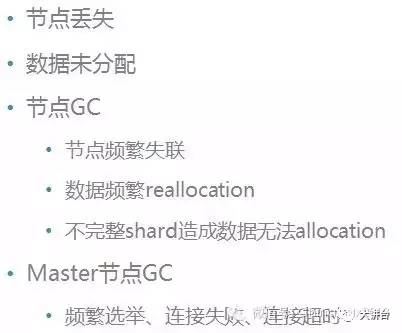 节点丢失
数据未分配
节点GC
节点频繁失联
数据频繁reallocation
不完整shard造成数据无法allocation
Master节点GC
频繁选举、连接失败、连接超时
大讲台